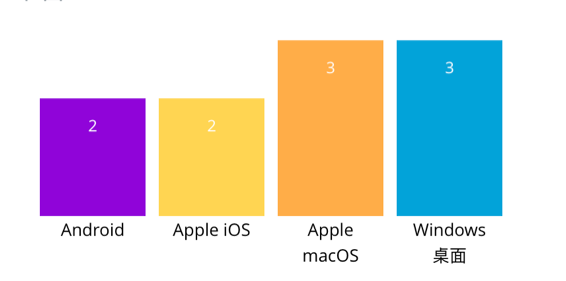 3
3
2
2
Android
Apple iOS
Apple
macOS
Windows
桌面